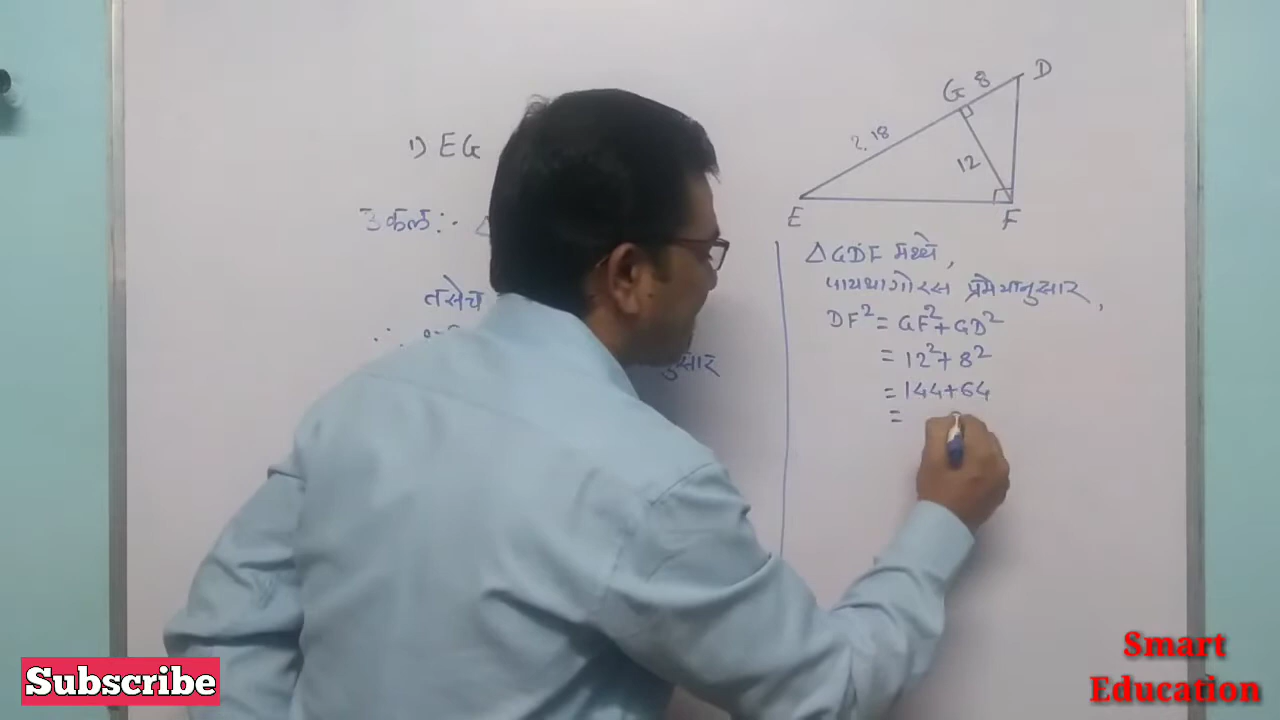 1) EG
उकल :- △
तसेच
नुसार
G 8 D
?. 18
12
E F
△GDF मध्ये,
पायथागोरस प्रमेयानुसार,
DF² = GF² + GD²
= 12² + 8²
= 144 + 64
=
Smart
Education
Subscribe